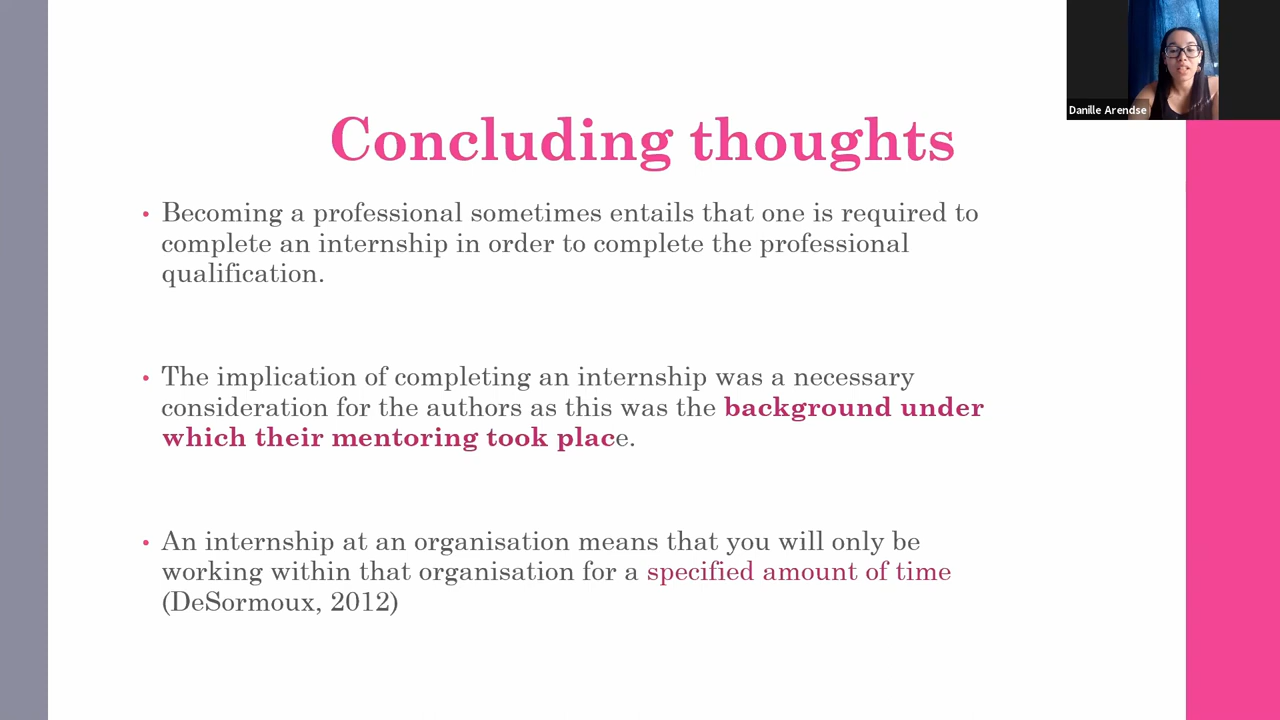 Danille Arendse
Concluding thoughts
• Becoming a professional sometimes entails that one is required to
complete an internship in order to complete the professional
qualification.
• The implication of completing an internship was a necessary
consideration for the authors as this was the background under
which their mentoring took place.
• An internship at an organisation means that you will only be
working within that organisation for a specified amount of time
(DeSormoux, 2012)